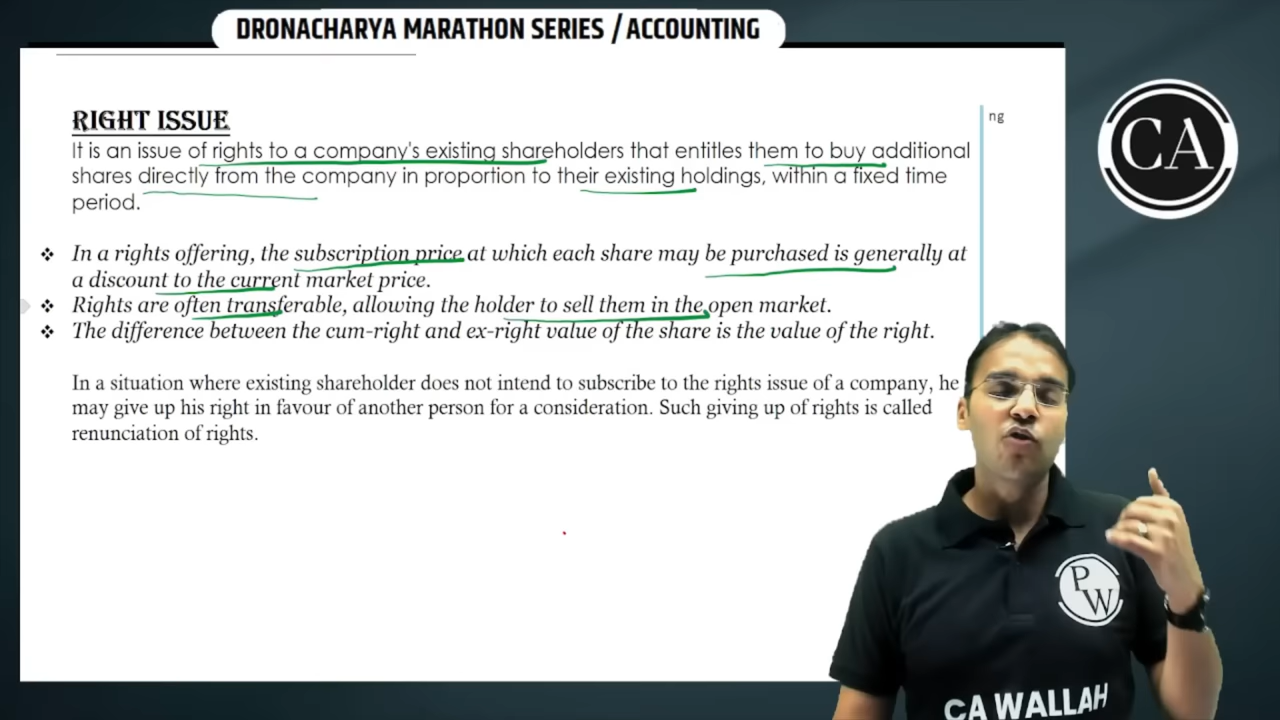 DRONACHARYA MARATHON SERIES / ACCOUNTING
RIGHT ISSUE
It is an issue of rights to a company's existing shareholders that entitles them to buy additional
shares directly from the company in proportion to their existing holdings, within a fixed time
period.
❖ In a rights offering, the subscription price at which each share may be purchased is generally at
a discount to the current market price.
❖ Rights are often transferable, allowing the holder to sell them in the open market.
❖ The difference between the cum-right and ex-right value of the share is the value of the right.
In a situation where existing shareholder does not intend to subscribe to the rights issue of a company, he
may give up his right in favour of another person for a consideration. Such giving up of rights is called
renunciation of rights.
ng
CA
PW
CA WALLAH